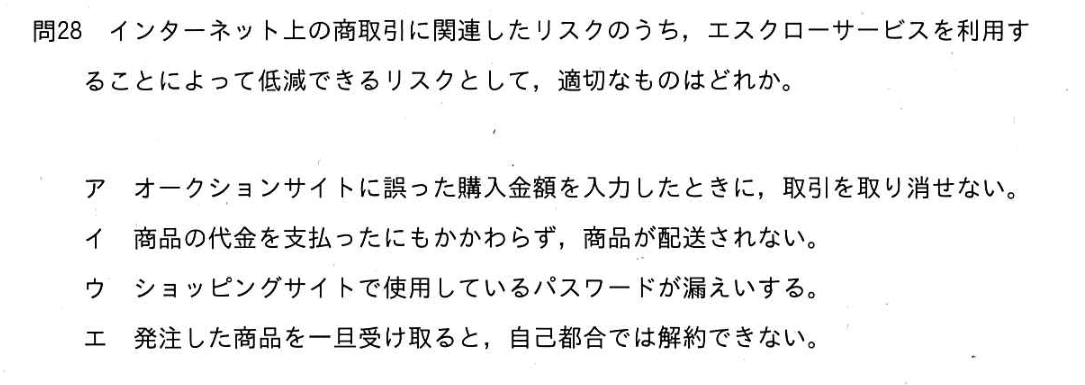 問28 インターネット上の商取引に関連したリスクのうち，エスクローサービスを利用す
ることによって低減できるリスクとして，適切なものはどれか。
ア オークションサイトに誤った購入金額を入力したときに，取引を取り消せない。
イ 商品の代金を支払ったにもかかわらず，商品が配送されない。
ウ ショッピングサイトで使用しているパスワードが漏えいする。
エ 発注した商品を一旦受け取ると，自己都合では解約できない。